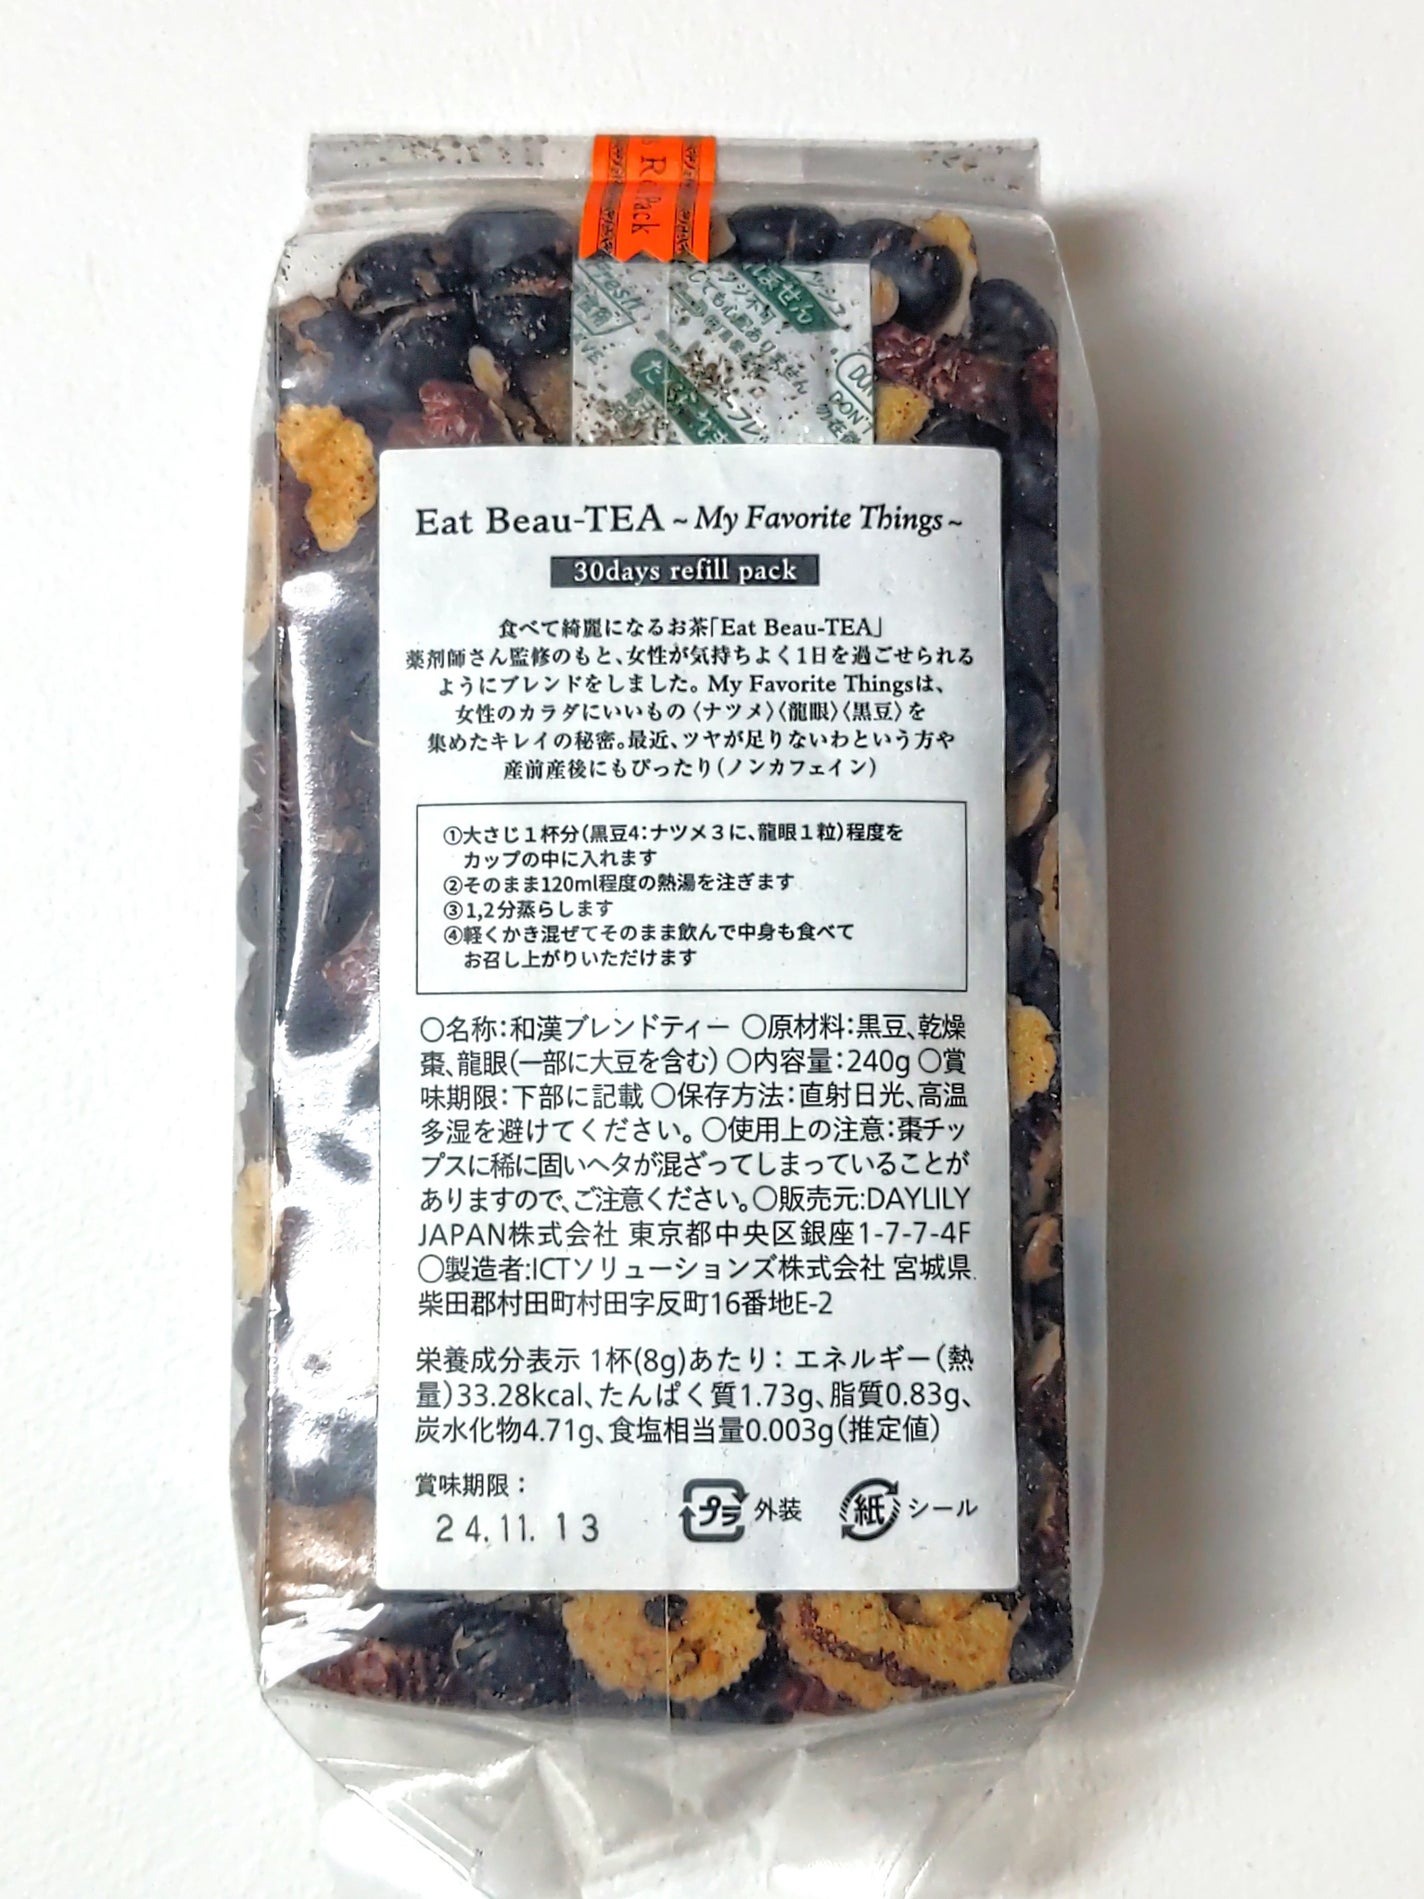 R
Pack
Fresh
ません
しても心配ありません
DON'T
Eat Beau-TEA ~ My Favorite Things ~
30days refill pack
食べて綺麗になるお茶「Eat Beau-TEA」
薬剤師さん監修のもと、女性が気持ちよく1日を過ごせられる
ようにブレンドをしました。My Favorite Thingsは、
女性のカラダにいいもの〈ナツメ〉〈龍眼〉〈黒豆〉を
集めたキレイの秘密。最近、ツヤが足りないわという方や
産前産後にもぴったり(ノンカフェイン)
①大さじ1杯分(黒豆4:ナツメ3に、龍眼1粒)程度を
カップの中に入れます
②そのまま120ml程度の熱湯を注ぎます
③1,2分蒸らします
④軽くかき混ぜてそのまま飲んで中身も食べて
お召し上がりいただけます
〇名称:和漢ブレンドティー 〇原材料:黒豆、乾燥
棗、龍眼(一部に大豆を含む) 〇内容量:240g 〇賞
味期限:下部に記載 〇保存方法:直射日光、高温
多湿を避けてください。〇使用上の注意:棗チッ
プスに稀に固いヘタが混ざってしまっていることが
ありますので、ご注意ください。〇販売元:DAYLILY
JAPAN株式会社 東京都中央区銀座1-7-7-4F
〇製造者:ICTソリューションズ株式会社 宮城県
柴田郡村田町村田字反町16番地E-2
栄養成分表示 1杯(8g)あたり:エネルギー(熱
量)33.28kcal、たんぱく質1.73g、脂質0.83g、
炭水化物4.71g、食塩相当量0.003g(推定値)
賞味期限:
24.11.13
プラ 外装
紙 シール